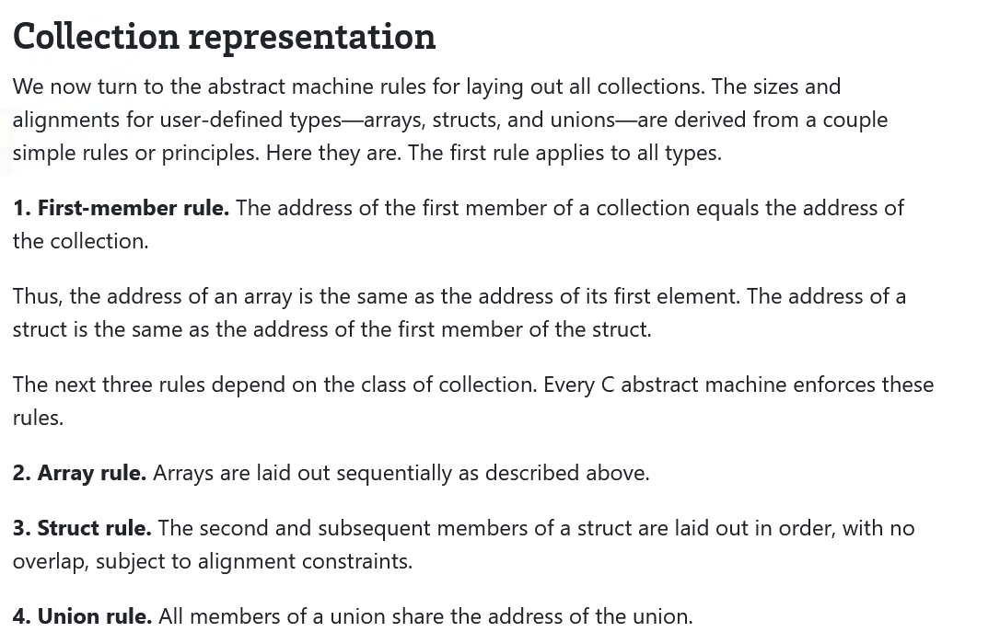 Collection representation
We now turn to the abstract machine rules for laying out all collections. The sizes and
alignments for user-defined types—arrays, structs, and unions—are derived from a couple
simple rules or principles. Here they are. The first rule applies to all types.
1. First-member rule. The address of the first member of a collection equals the address of
the collection.
Thus, the address of an array is the same as the address of its first element. The address of a
struct is the same as the address of the first member of the struct.
The next three rules depend on the class of collection. Every C abstract machine enforces these
rules.
2. Array rule. Arrays are laid out sequentially as described above.
3. Struct rule. The second and subsequent members of a struct are laid out in order, with no
overlap, subject to alignment constraints.
4. Union rule. All members of a union share the address of the union.